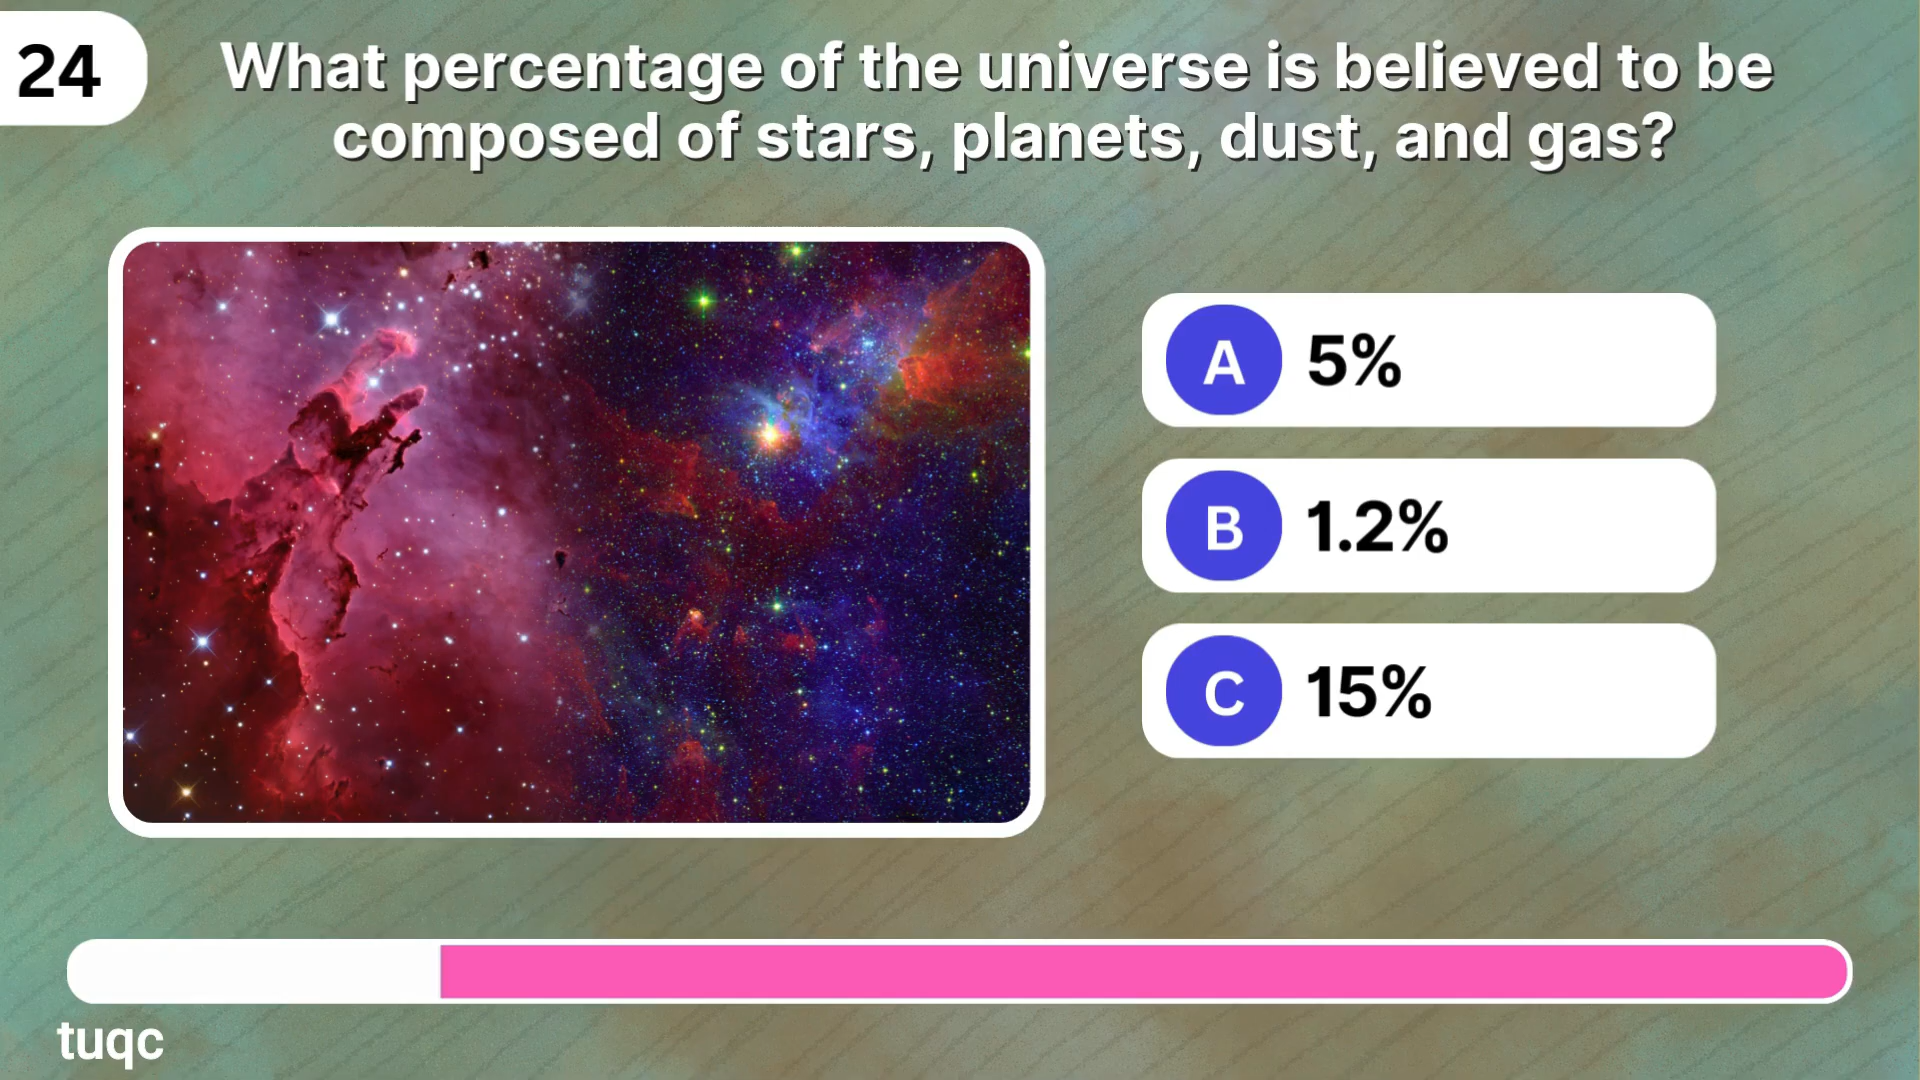 24
What percentage of the universe is believed to be
composed of stars, planets, dust, and gas?
A 5%
B 1.2%
C 15%
tuqc